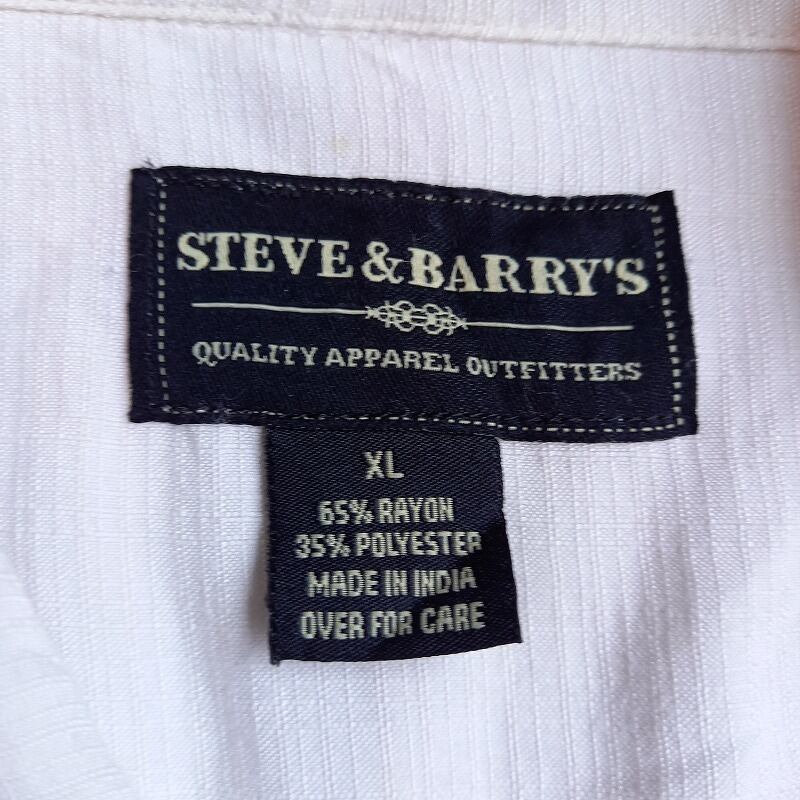 STEVE & BARRY'S
QUALITY APPAREL OUTFITTERS
XL
65% RAYON
35% POLYESTER
MADE IN INDIA
OVER FOR CARE